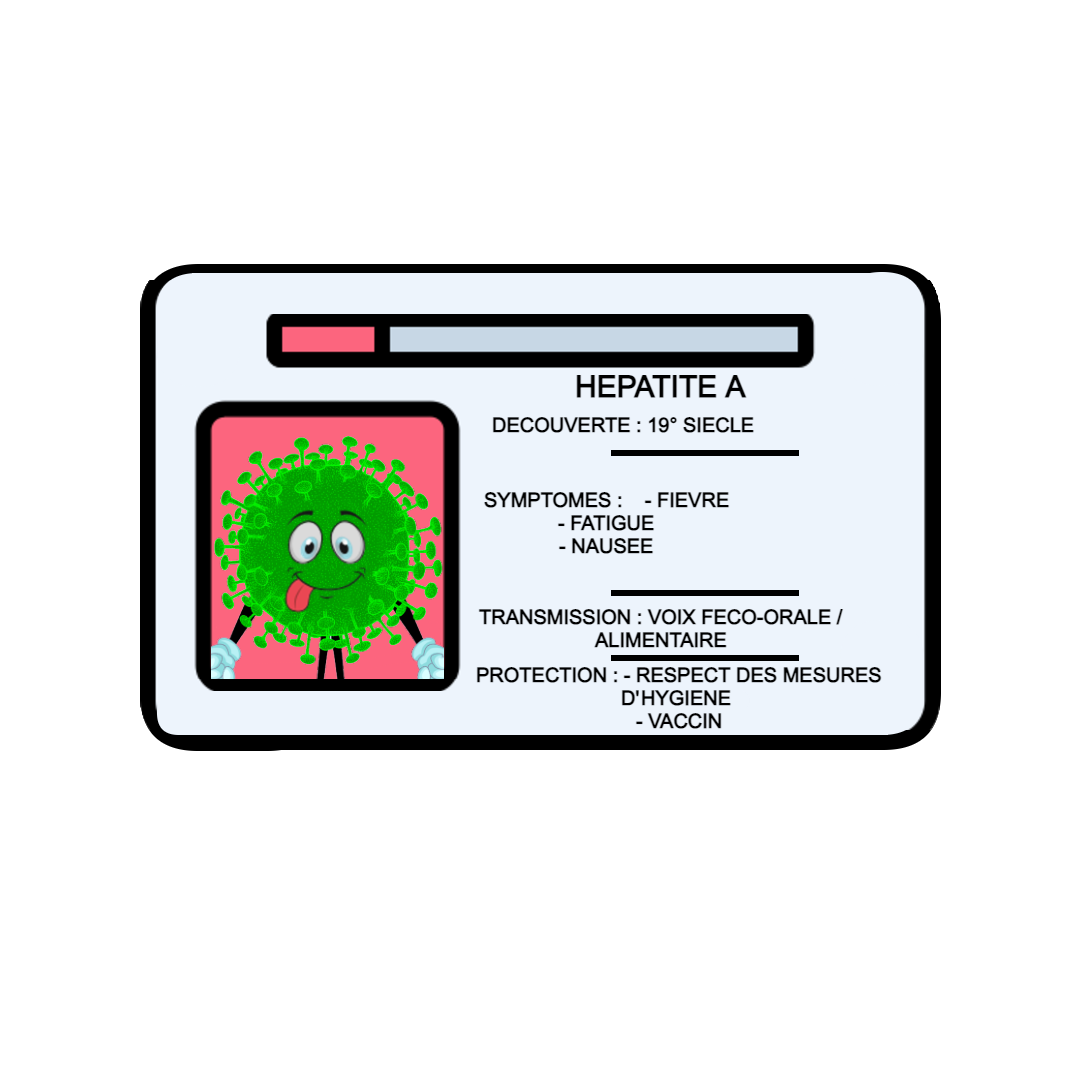 HEPATITE A
DECOUVERTE : 19° SIECLE
SYMPTOMES : - FIEVRE
- FATIGUE
- NAUSEE
TRANSMISSION : VOIX FECO-ORALE /
ALIMENTAIRE
PROTECTION : - RESPECT DES MESURES
D'HYGIENE
- VACCIN